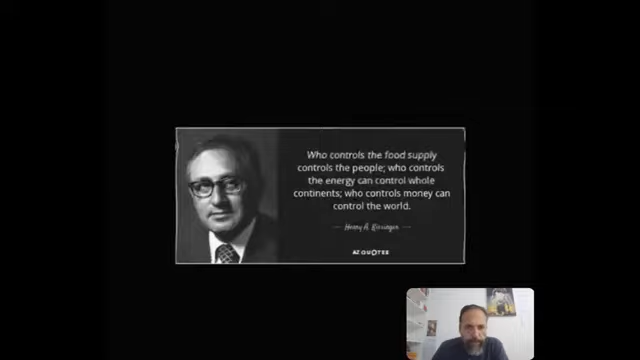 Who controls the food supply
controls the people; who controls
the energy can control whole
continents; who controls money can
control the world.
Henry A. Kissinger
AZ QUOTES